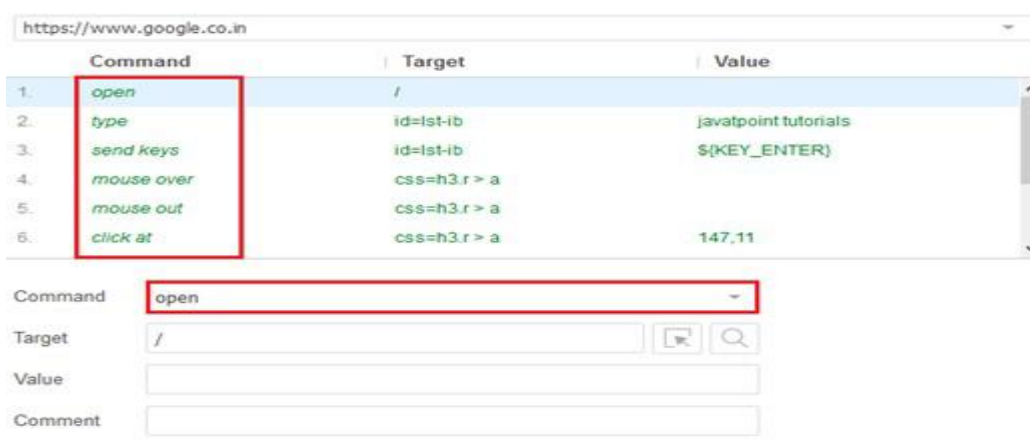 https://www.google.co.in
Command Target Value
1. open /
2. type id=lst-ib javatpoint tutorials
3. send keys id=lst-ib ${KEY_ENTER}
4. mouse over css=h3.r > a
5. mouse out css=h3.r > a
6. click at css=h3.r > a 147,11
Command open
Target /
Value
Comment